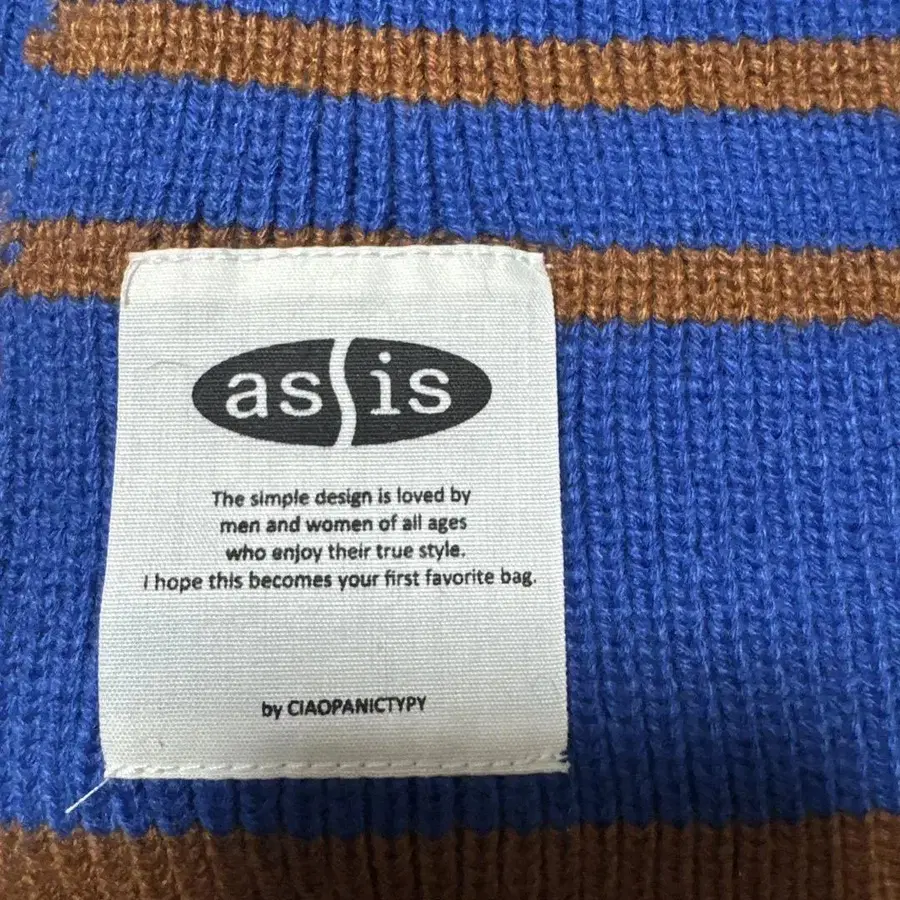 as is
The simple design is loved by
men and women of all ages
who enjoy their true style.
I hope this becomes your first favorite bag.
by CIAOPANICTYPY